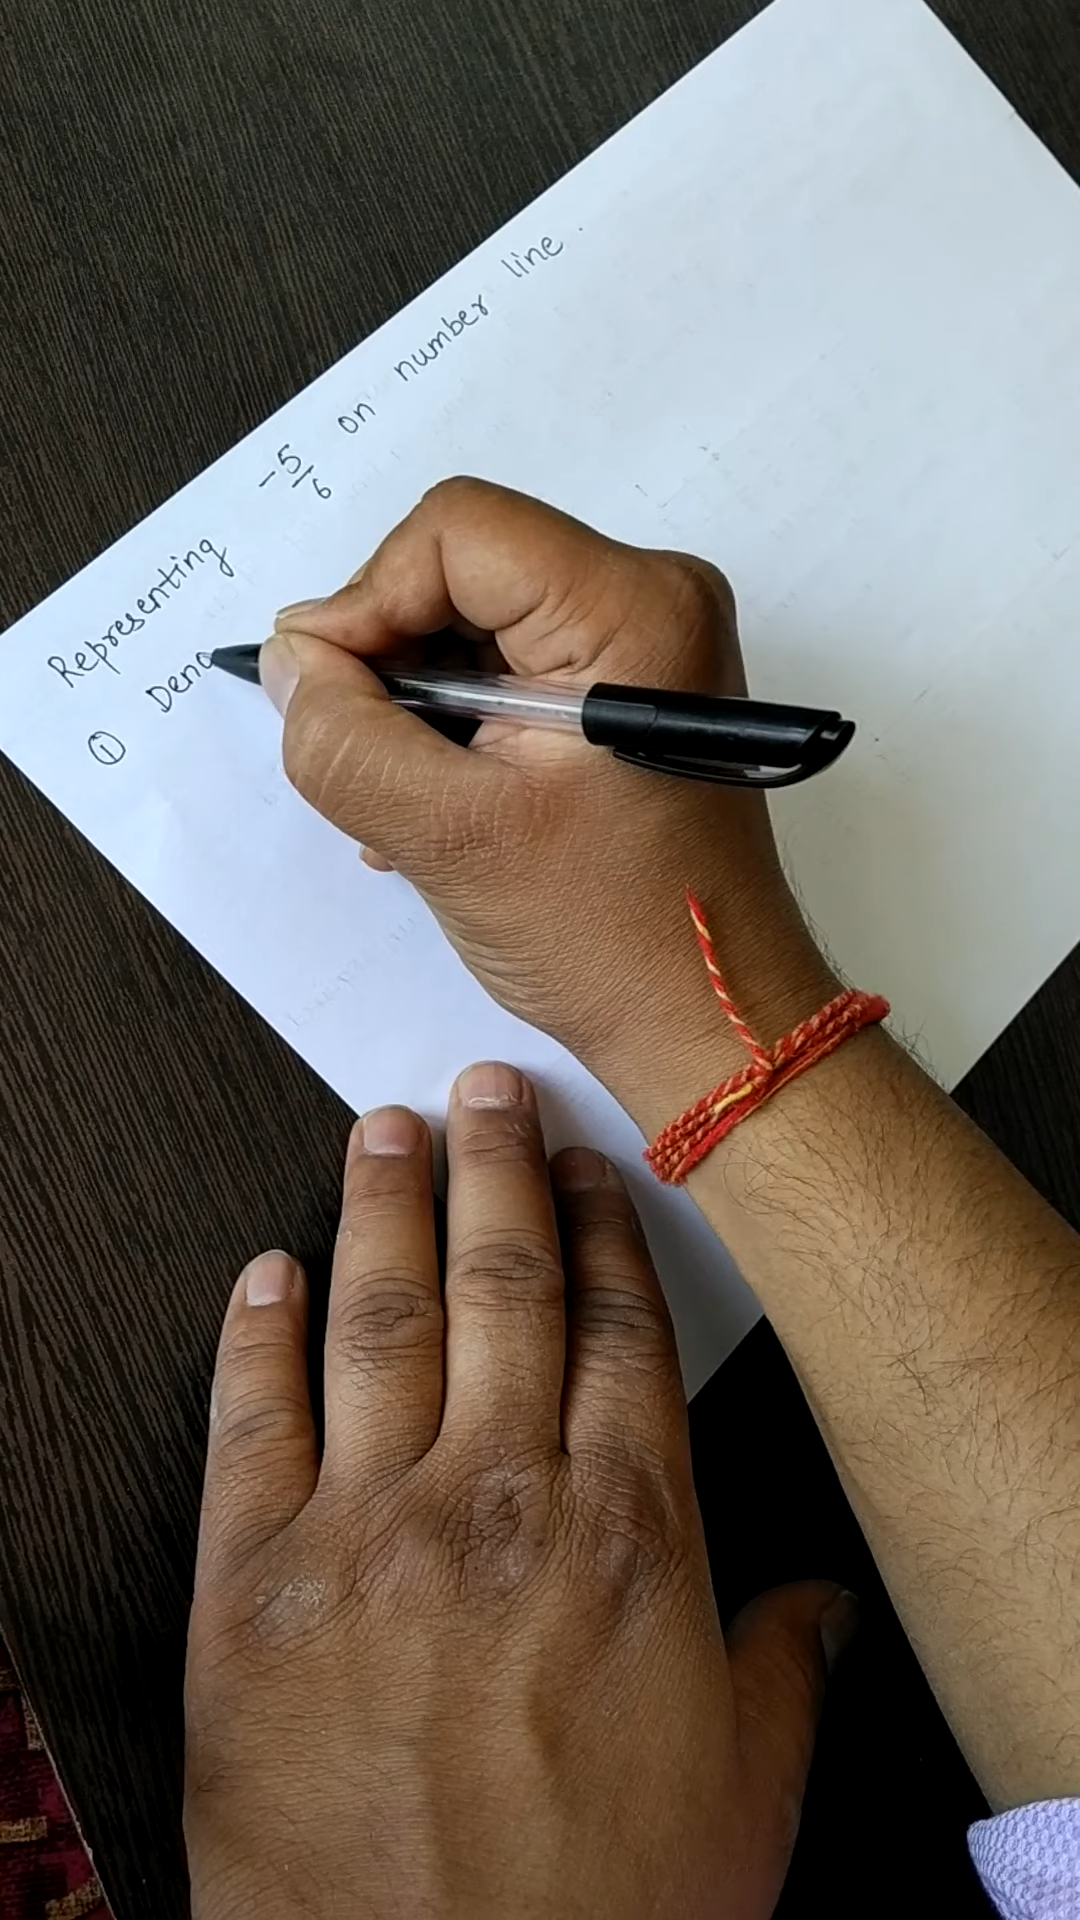 Representing -5/6 on number line.
① Deno